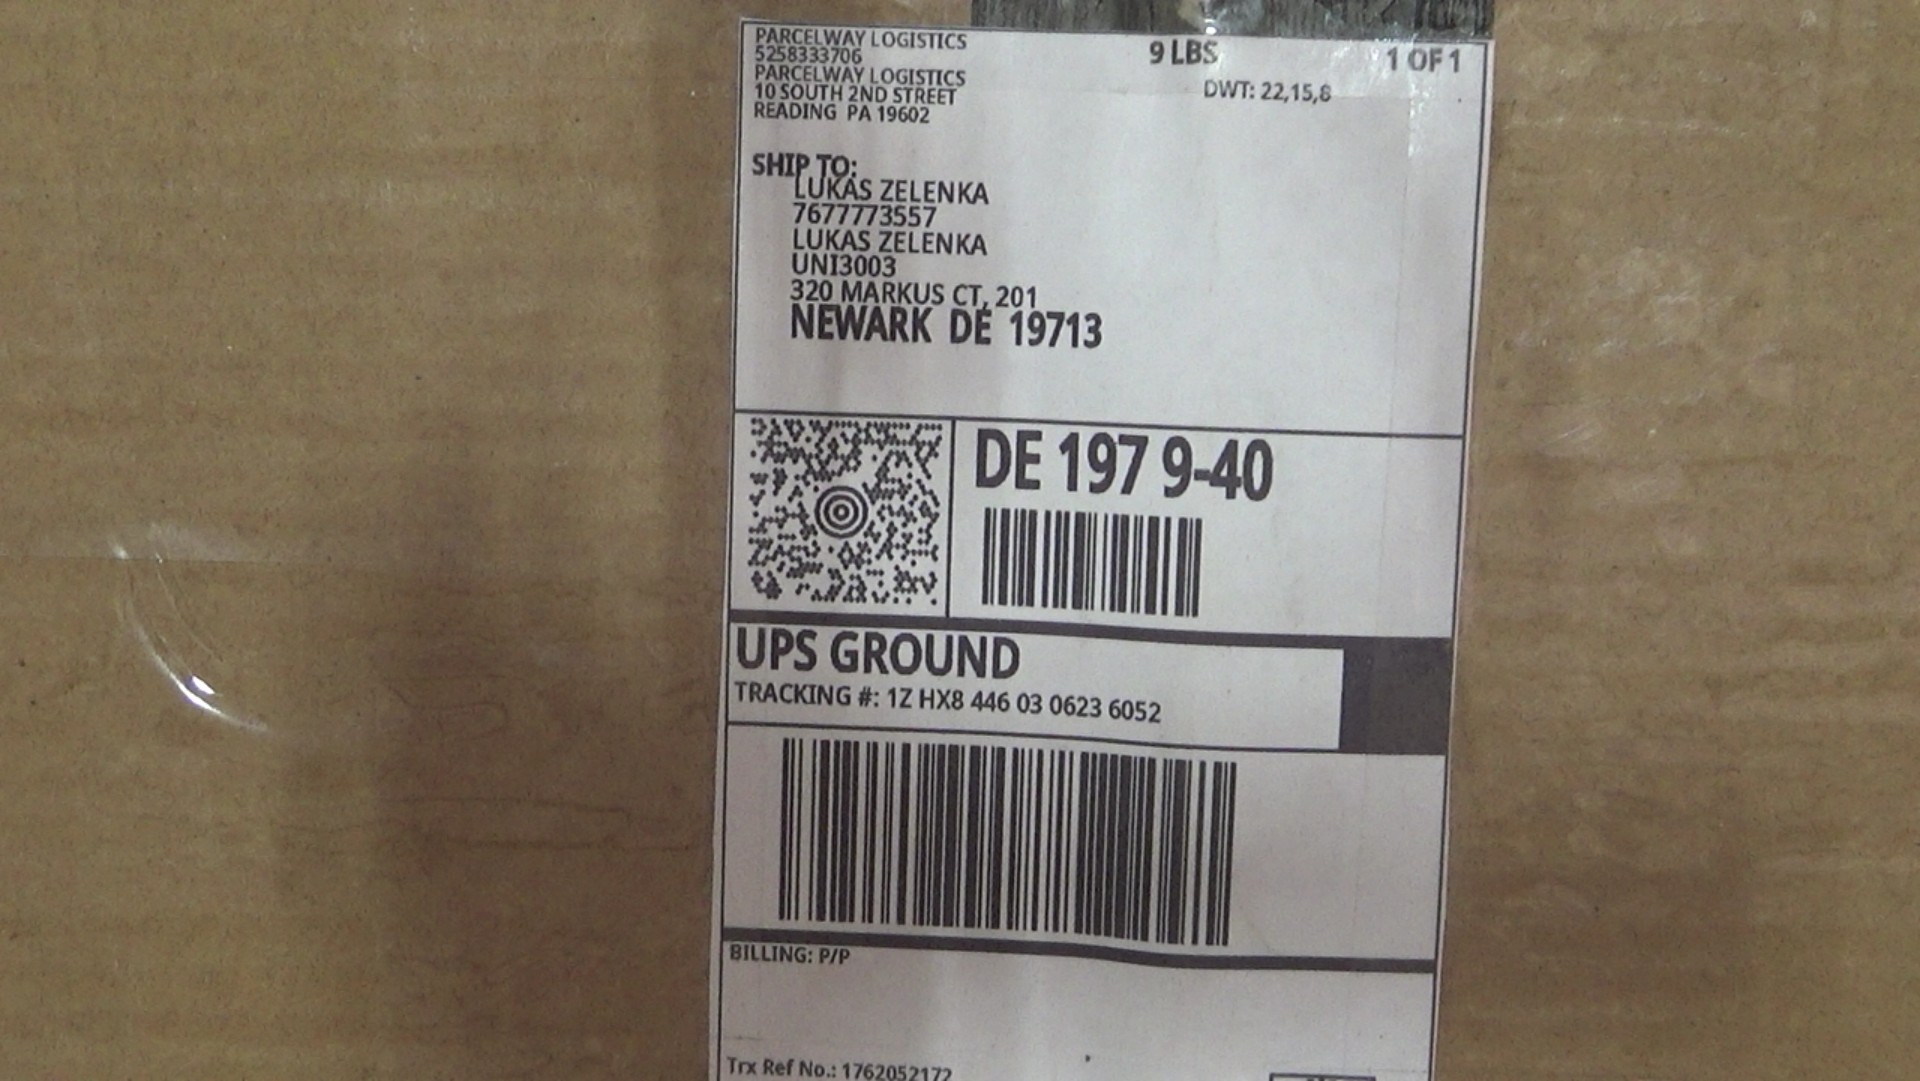 PARCELWAY LOGISTICS
5258333706
PARCELWAY LOGISTICS
10 SOUTH 2ND STREET
READING PA 19602
9 LBS
1 OF 1
DWT: 22,15,8
SHIP TO:
LUKAS ZELENKA
7677773557
LUKAS ZELENKA
UNI3003
320 MARKUS CT, 201
NEWARK DE 19713
DE 197 9-40
UPS GROUND
TRACKING #: 1Z HX8 446 03 0623 6052
BILLING: P/P
Trx Ref No.: 1762052172